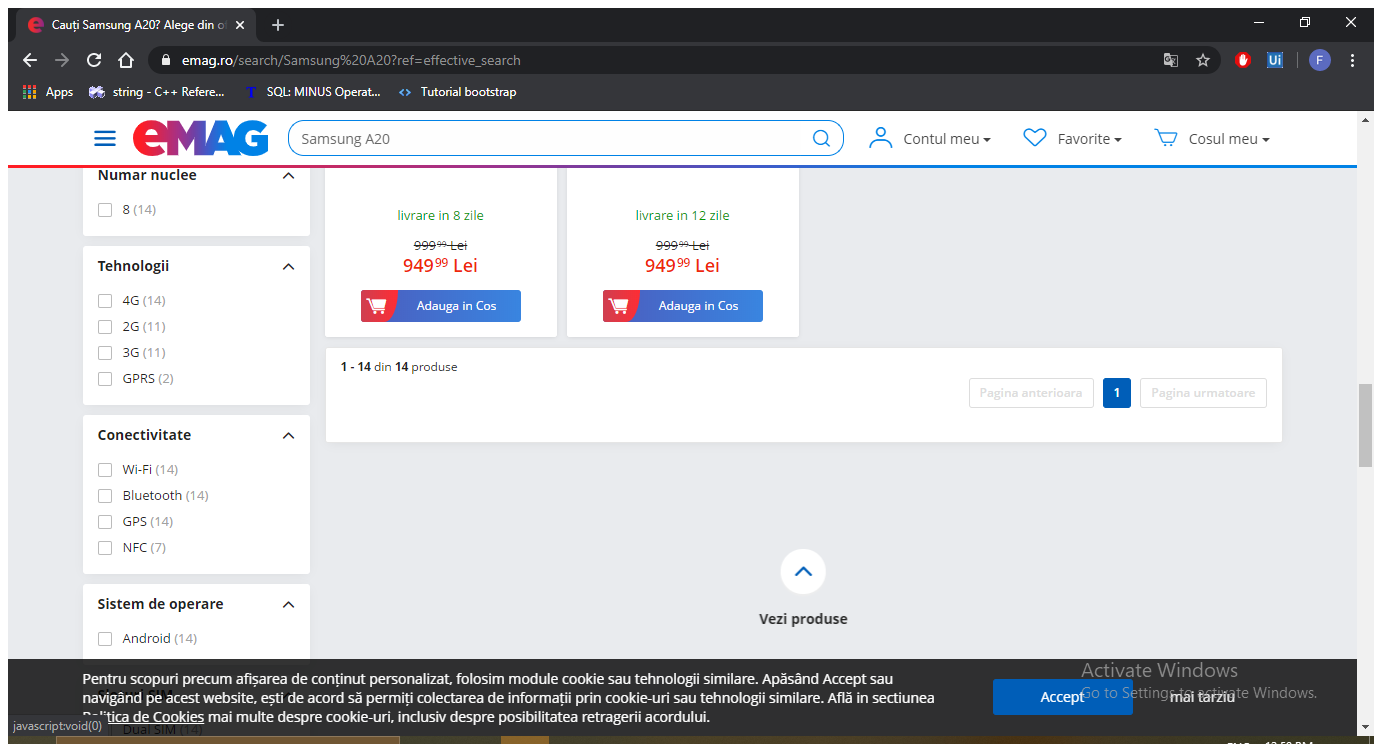 Cauți Samsung A20? Alege din of
emag.ro/search/Samsung%20A20?ref=effective_search
Ui
F
Apps
string - C++ Refere...
T SQL: MINUS Operat...
Tutorial bootstrap
eMAG
Samsung A20
Contul meu
Favorite
Cosul meu
Numar nuclee
8 (14)
Tehnologii
4G (14)
2G (11)
3G (11)
GPRS (2)
Conectivitate
Wi-Fi (14)
Bluetooth (14)
GPS (14)
NFC (7)
Sistem de operare
Android (14)
livrare in 8 zile
999⁹⁹ Lei
949⁹⁹ Lei
Adauga in Cos
livrare in 12 zile
999⁹⁹ Lei
949⁹⁹ Lei
Adauga in Cos
1 - 14 din 14 produse
Pagina anterioara
1
Pagina urmatoare
Vezi produse
Pentru scopuri precum afișarea de conținut personalizat, folosim module cookie sau tehnologii similare. Apăsând Accept sau
navigând pe acest website, ești de acord să permiți colectarea de informații prin cookie-uri sau tehnologii similare. Află in sectiunea
Politica de Cookies mai multe despre cookie-uri, inclusiv despre posibilitatea retragerii acordului.
Accept
mai tarziu
Activate Windows
Go to Settings to activate Windows.
javascript:void(0)
Dual SIM (14)